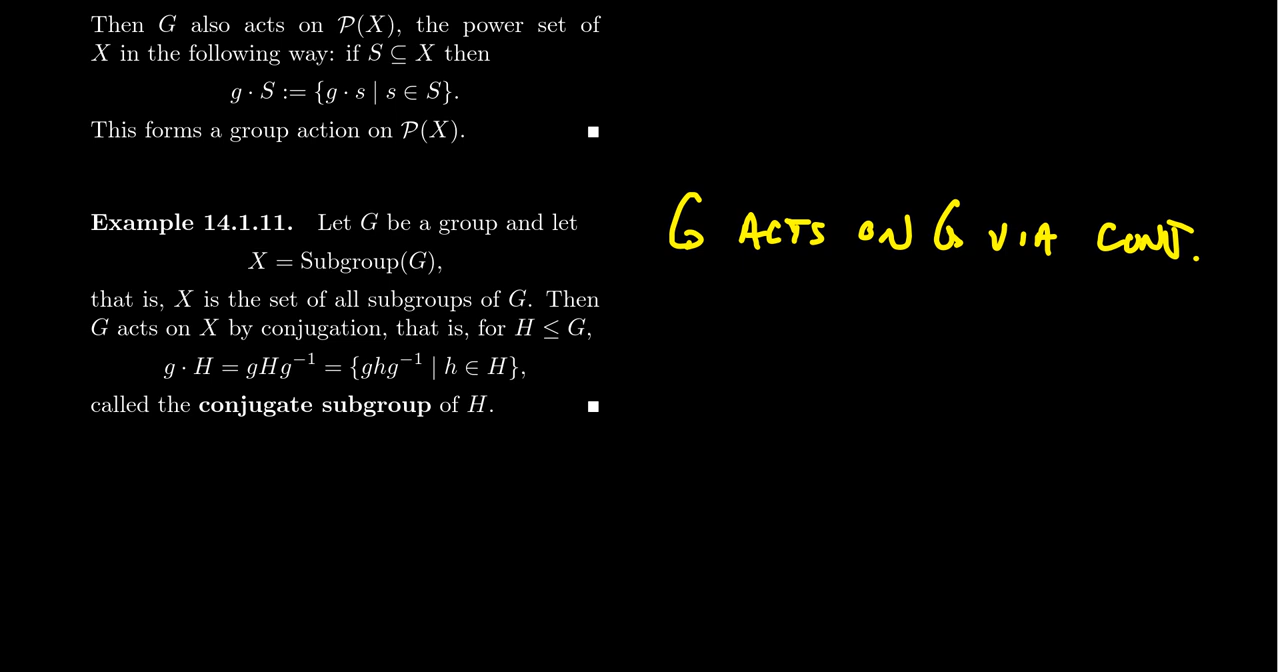 Then G also acts on 𝒫(X), the power set of
X in the following way: if S ⊆ X then
g · S := {g · s | s ∈ S}.
This forms a group action on 𝒫(X). ■
Example 14.1.11. Let G be a group and let
X = Subgroup(G),
that is, X is the set of all subgroups of G. Then
G acts on X by conjugation, that is, for H ≤ G,
g · H = gHg⁻¹ = {ghg⁻¹ | h ∈ H},
called the conjugate subgroup of H. ■
G ACTS ON G VIA CONJ.